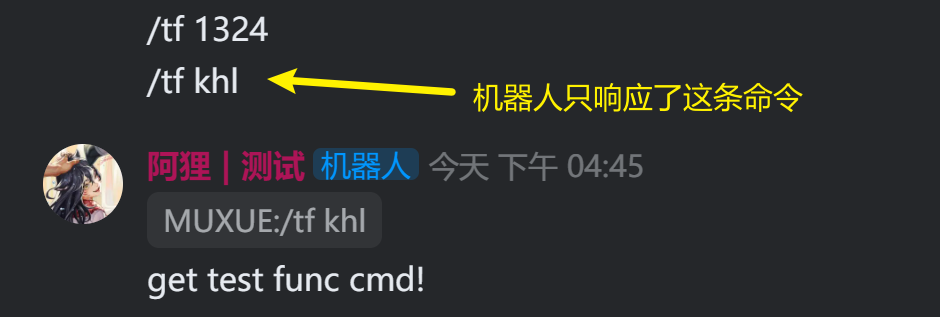 /tf 1324
/tf khl
机器人只响应了这条命令
阿狸 | 测试 机器人 今天 下午 04:45
MUXUE:/tf khl
get test func cmd!